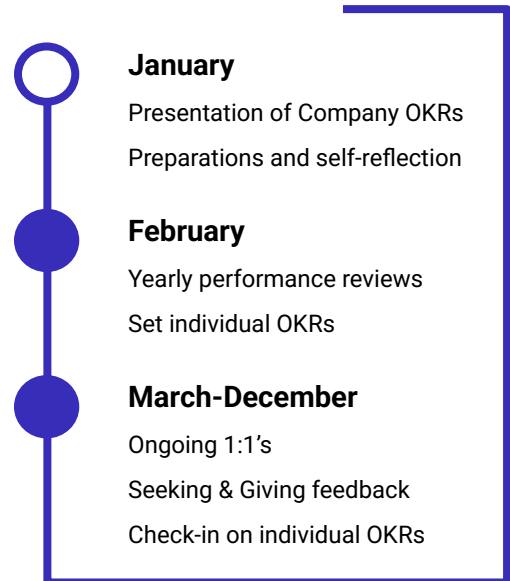 January
Presentation of Company OKRs
Preparations and self-reflection
February
Yearly performance reviews
Set individual OKRs
March-December
Ongoing 1:1’s
Seeking & Giving feedback
Check-in on individual OKRs